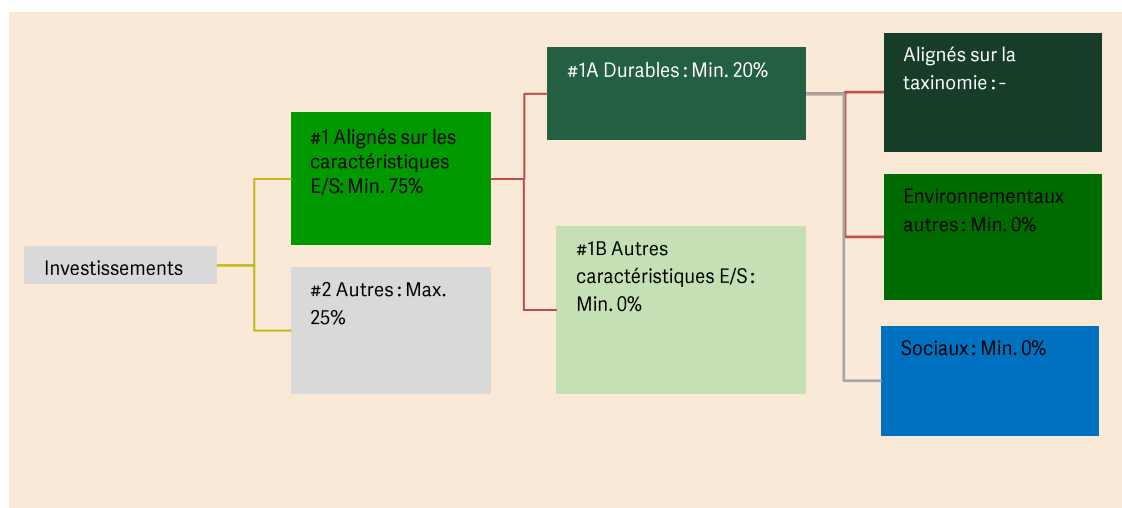 Investissements
#1 Alignés sur les
caractéristiques
E/S: Min. 75%
#2 Autres : Max.
25%
#1A Durables : Min. 20%
#1B Autres
caractéristiques E/S :
Min. 0%
Alignés sur la
taxinomie : -
Environnementaux
autres : Min. 0%
Sociaux : Min. 0%